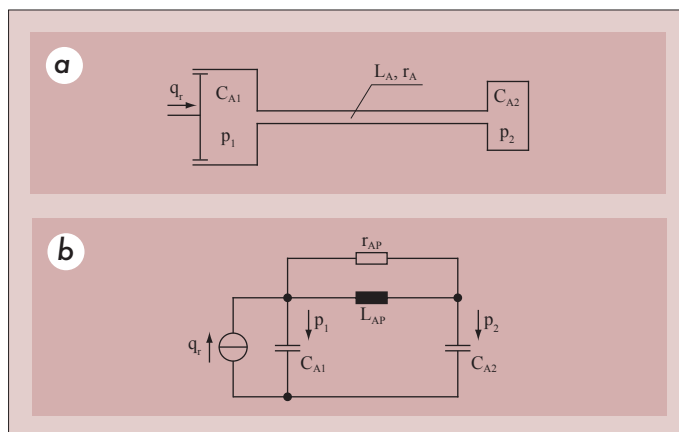 a
L_A, r_A
q_r
C_A1
C_A2
p_1
p_2
b
r_AP
L_AP
p_1
p_2
q_r
C_A1
C_A2